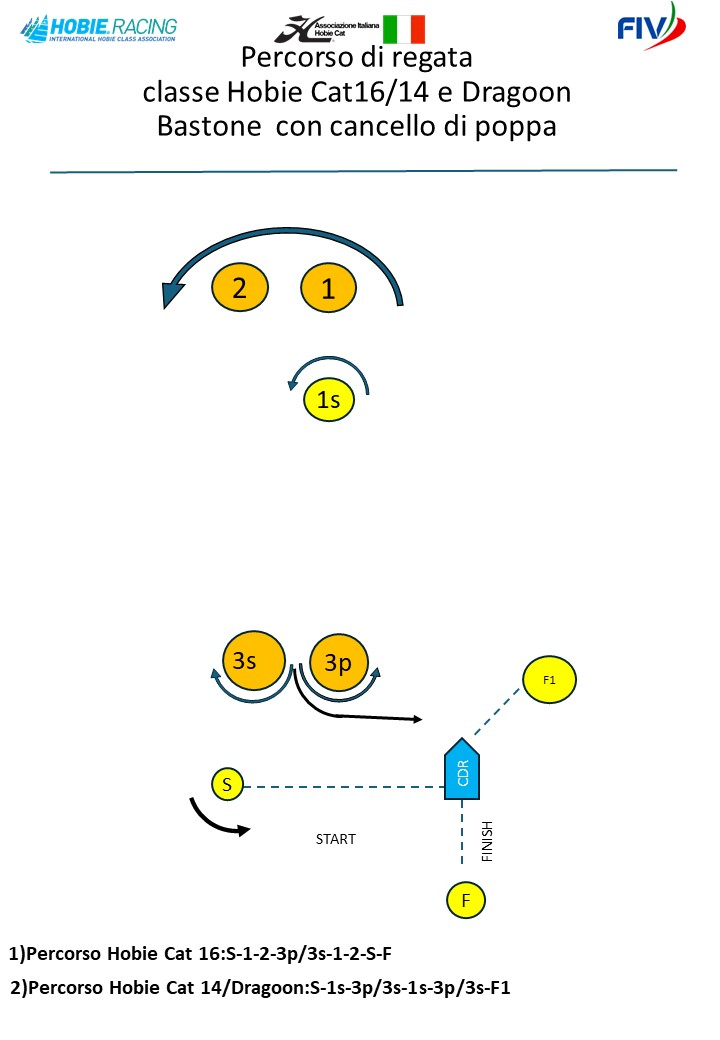 HOBIE.RACING
INTERNATIONAL HOBIE CLASS ASSOCIATION
Associazione Italiana
Hobie Cat
FIV
Percorso di regata
classe Hobie Cat16/14 e Dragoon
Bastone con cancello di poppa
2
1
1s
3s
3p
F1
CDR
S
START
FINISH
F
1)Percorso Hobie Cat 16:S-1-2-3p/3s-1-2-S-F
2)Percorso Hobie Cat 14/Dragoon:S-1s-3p/3s-1s-3p/3s-F1